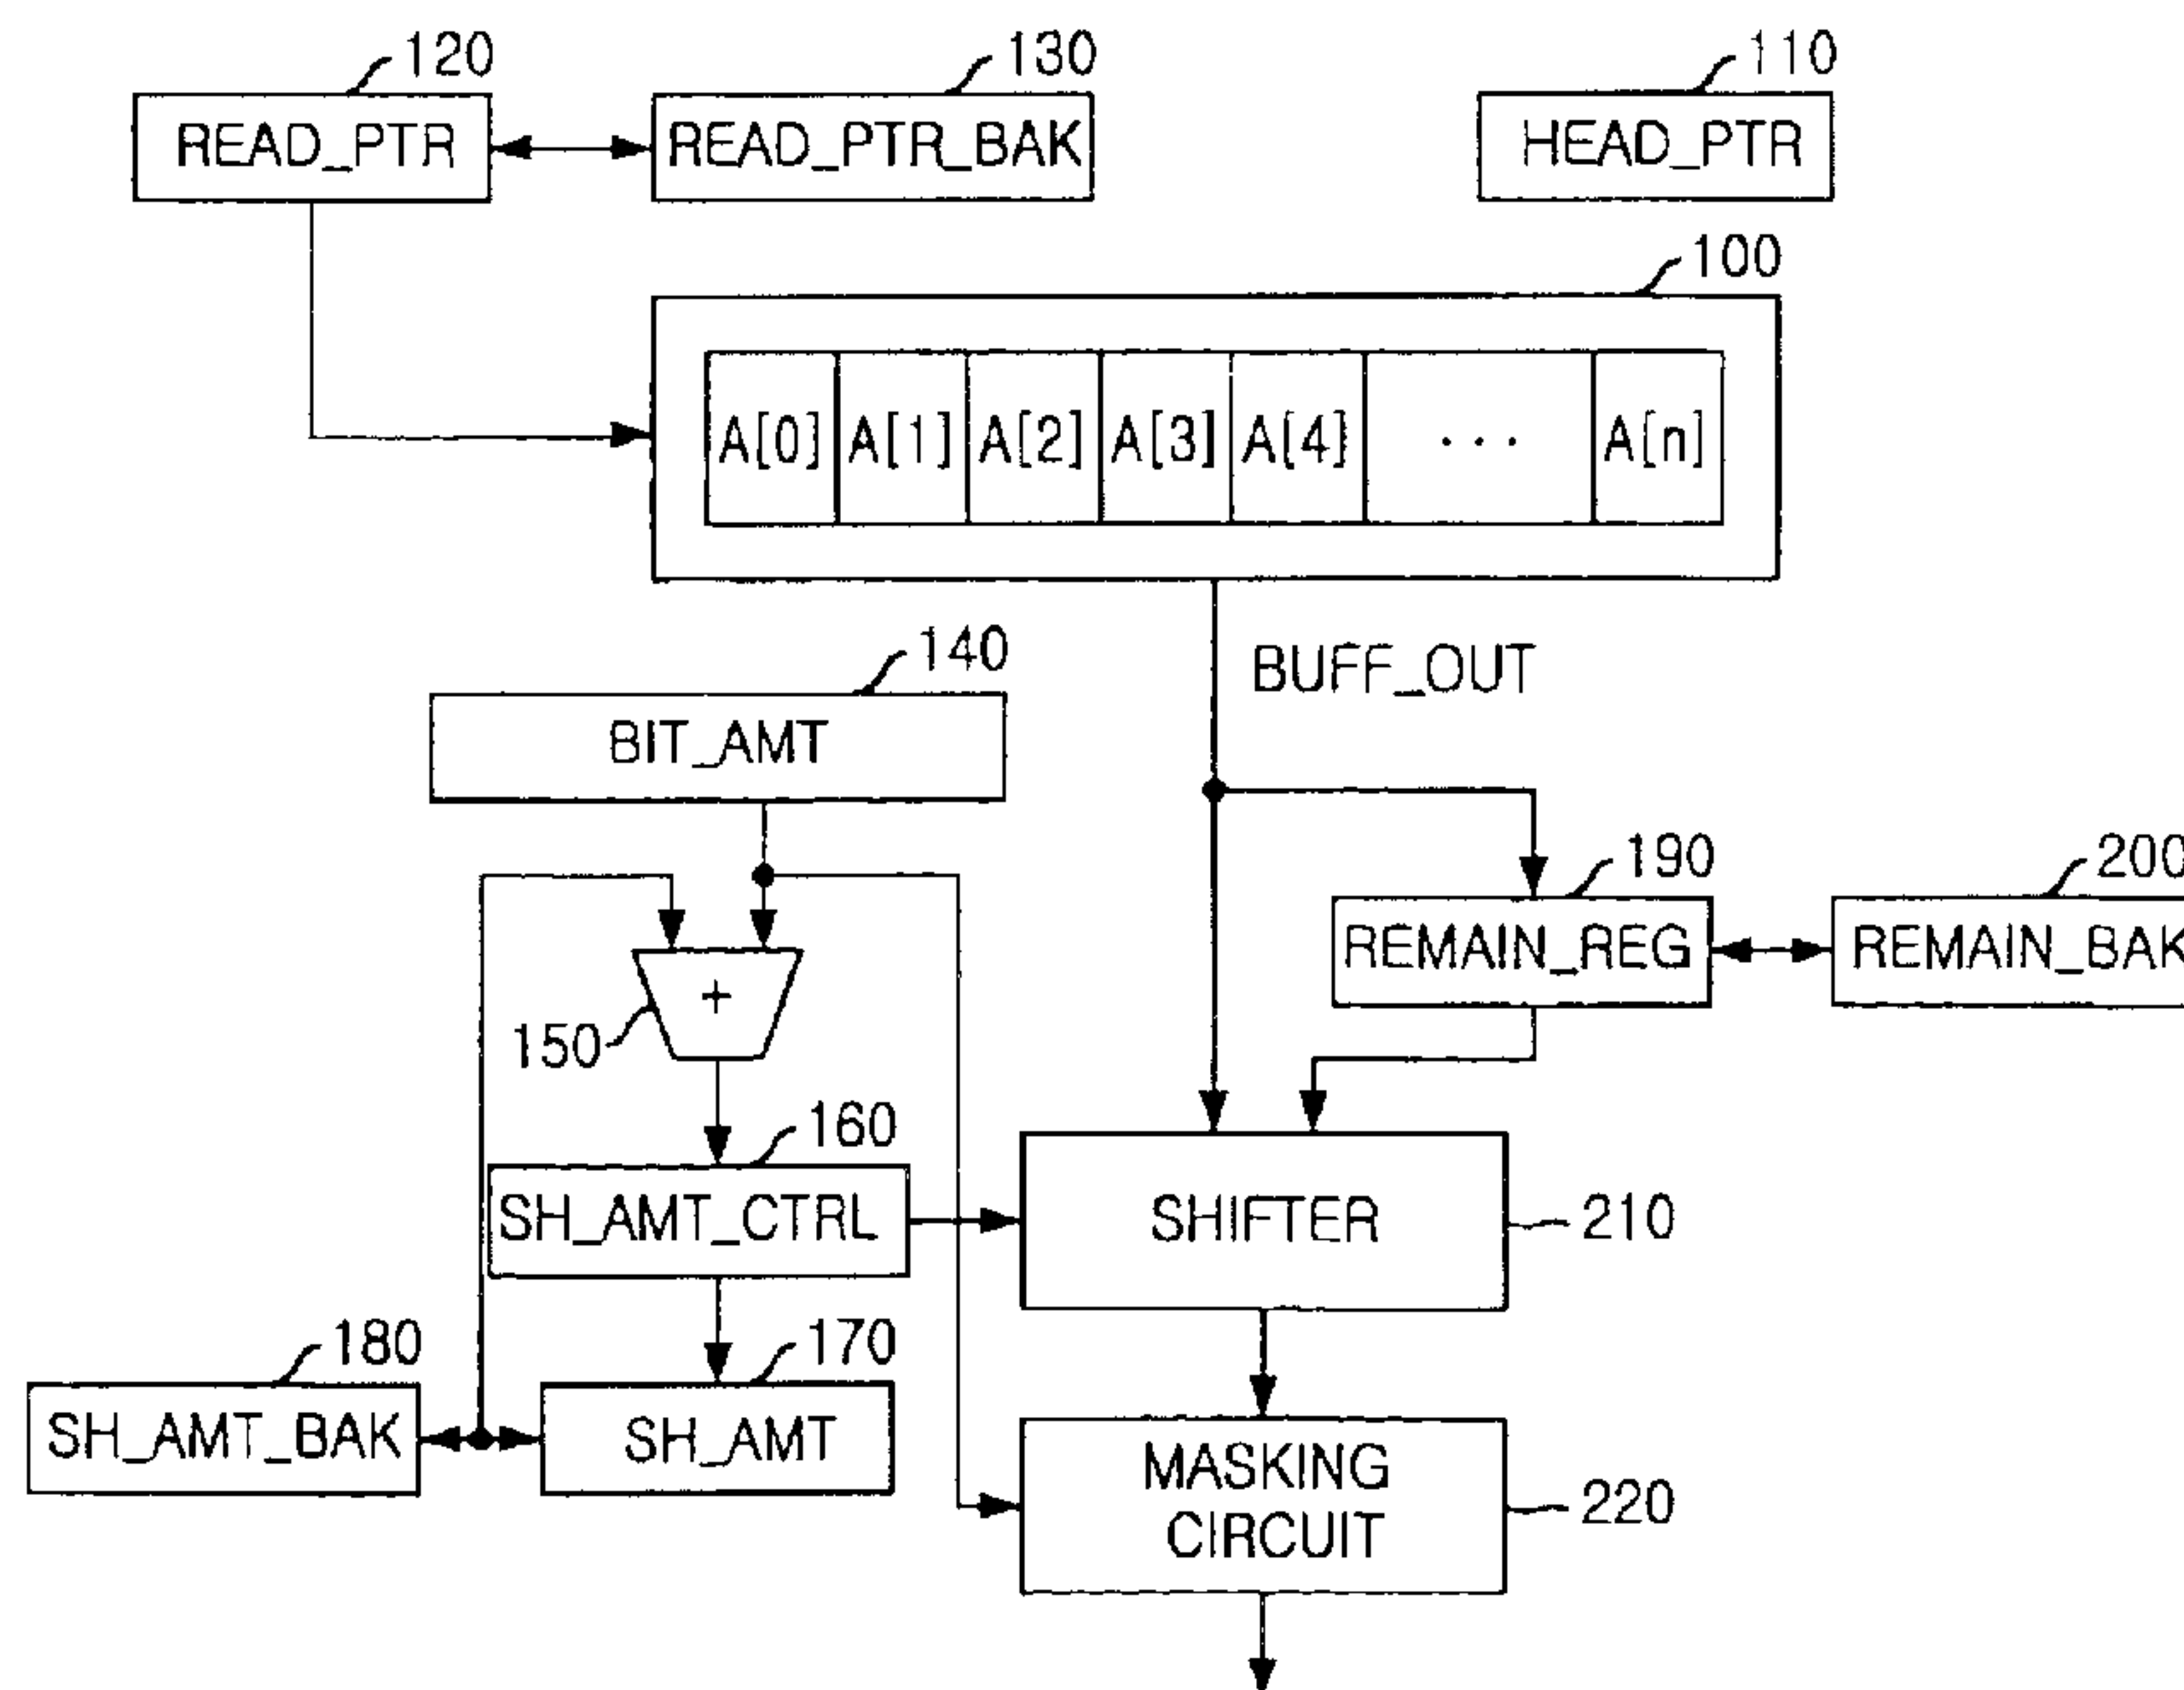 120
130
110
READ_PTR
READ_PTR_BAK
HEAD_PTR
100
A[0]
A[1]
A[2]
A[3]
A[4]
...
A[n]
140
BUFF_OUT
BIT_AMT
190
200
REMAIN_REG
REMAIN_BAK
+
150
160
SH_AMT_CTRL
SHIFTER
210
180
170
SH_AMT_BAK
SH_AMT
MASKING
CIRCUIT
220